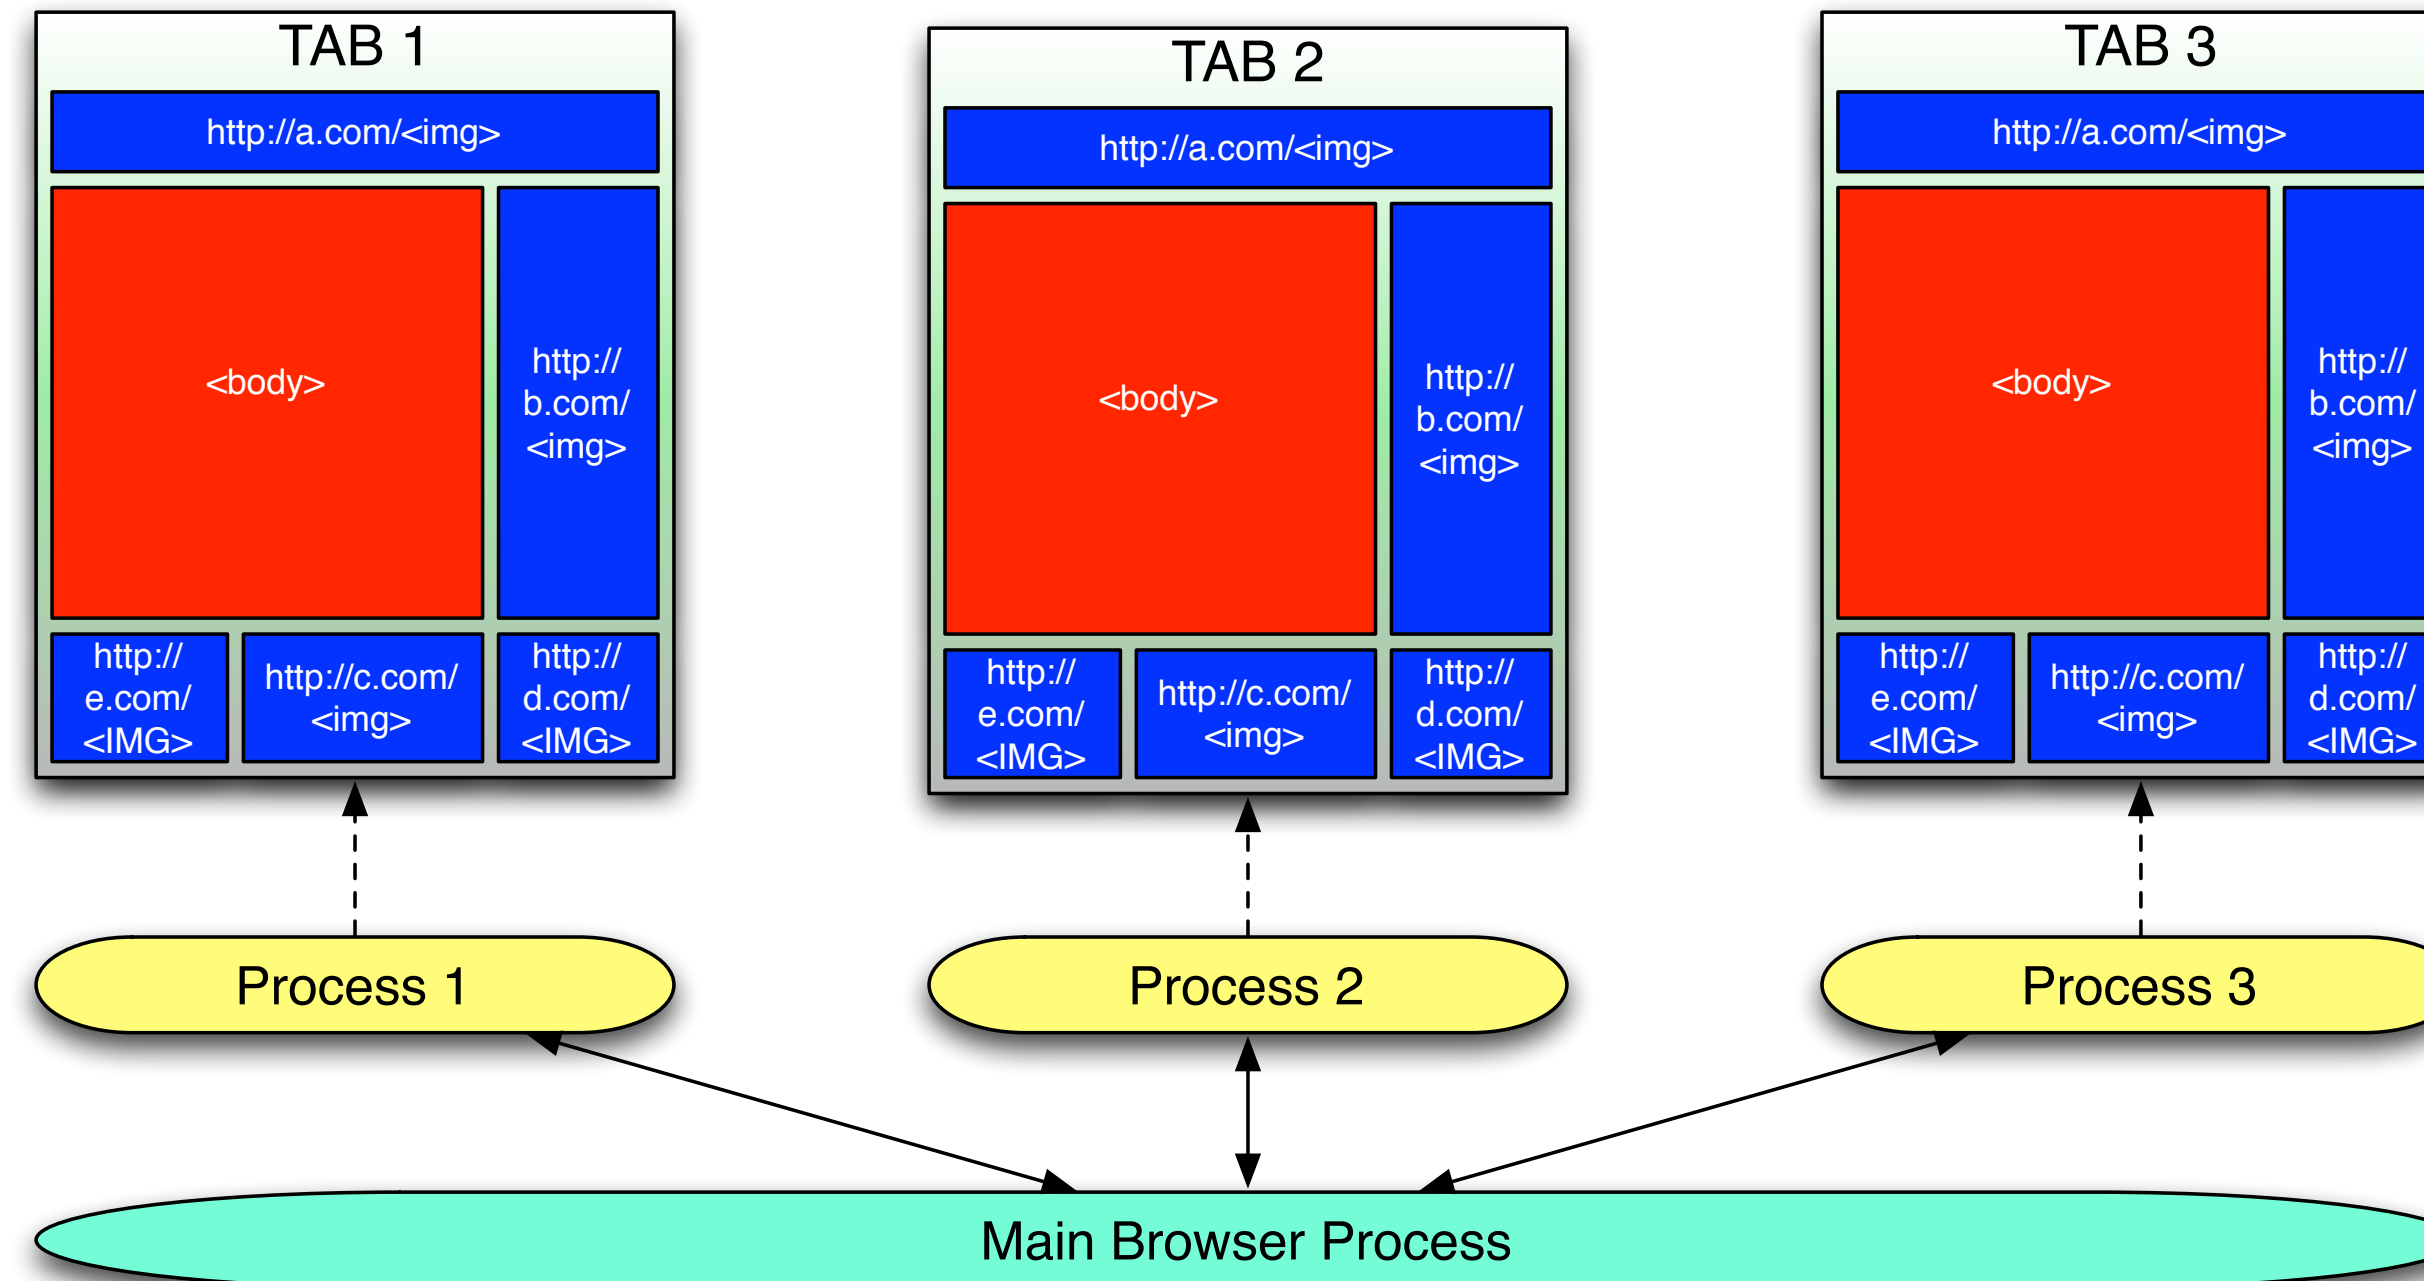 TAB 1
http://a.com/<img>
<body>
http://
b.com/
<img>
http://
e.com/
<IMG>
http://c.com/
<img>
http://
d.com/
<IMG>
TAB 2
http://a.com/<img>
<body>
http://
b.com/
<img>
http://
e.com/
<IMG>
http://c.com/
<img>
http://
d.com/
<IMG>
TAB 3
http://a.com/<img>
<body>
http://
b.com/
<img>
http://
e.com/
<IMG>
http://c.com/
<img>
http://
d.com/
<IMG>
Process 1
Process 2
Process 3
Main Browser Process